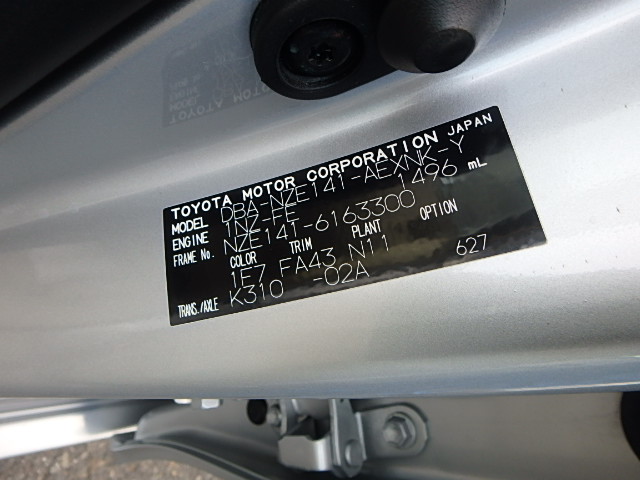 TOYOTA MOTOR CORPORATION JAPAN
MODEL DBA-NZE141-AEXNK-Y
ENGINE 1NZ-FE 1496 mL
FRAME No. NZE141-6163300
COLOR TRIM PLANT OPTION
1E7 FA43 N11
TRANS./AXLE K310 -02A 627